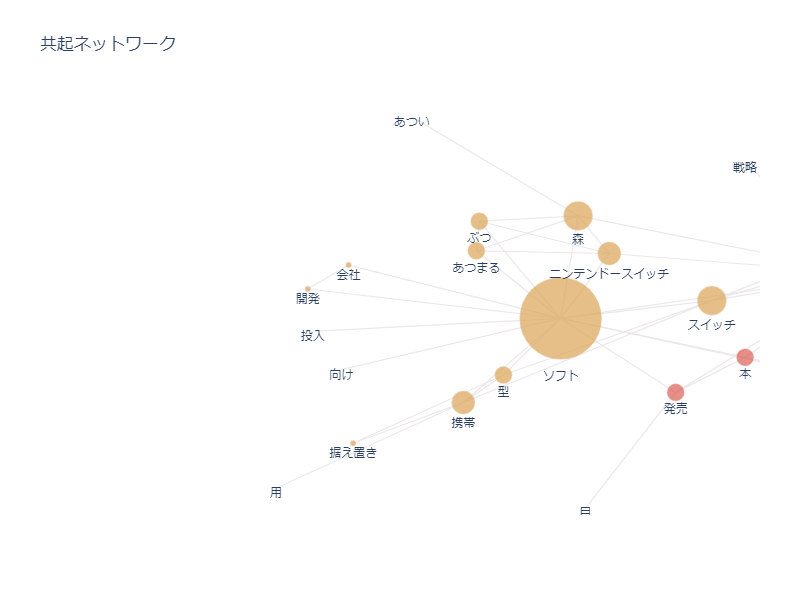 共起ネットワーク
あつい
戦略
ぶつ
森
あつまる
ニンテンドースイッチ
会社
開発
スイッチ
投入
向け
ソフト
本
型
発売
携帯
据え置き
用